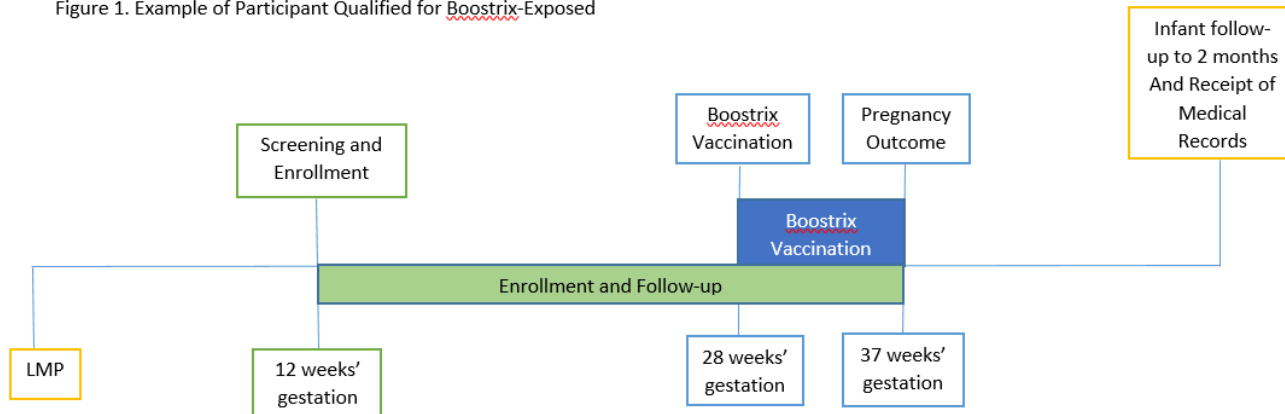 Figure 1. Example of Participant Qualified for Boostrix-Exposed
Infant follow-
up to 2 months
And Receipt of
Medical
Records
Screening and
Enrollment
Boostrix
Vaccination
Pregnancy
Outcome
Boostrix
Vaccination
Enrollment and Follow-up
LMP
12 weeks’
gestation
28 weeks’
gestation
37 weeks’
gestation